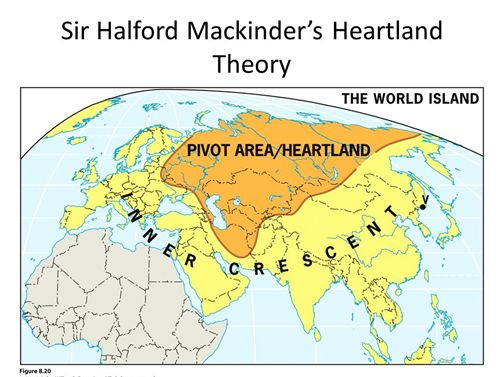 Sir Halford Mackinder’s Heartland
Theory
THE WORLD ISLAND
PIVOT AREA/HEARTLAND
INNER CRESCENT
V
Figure 8.20